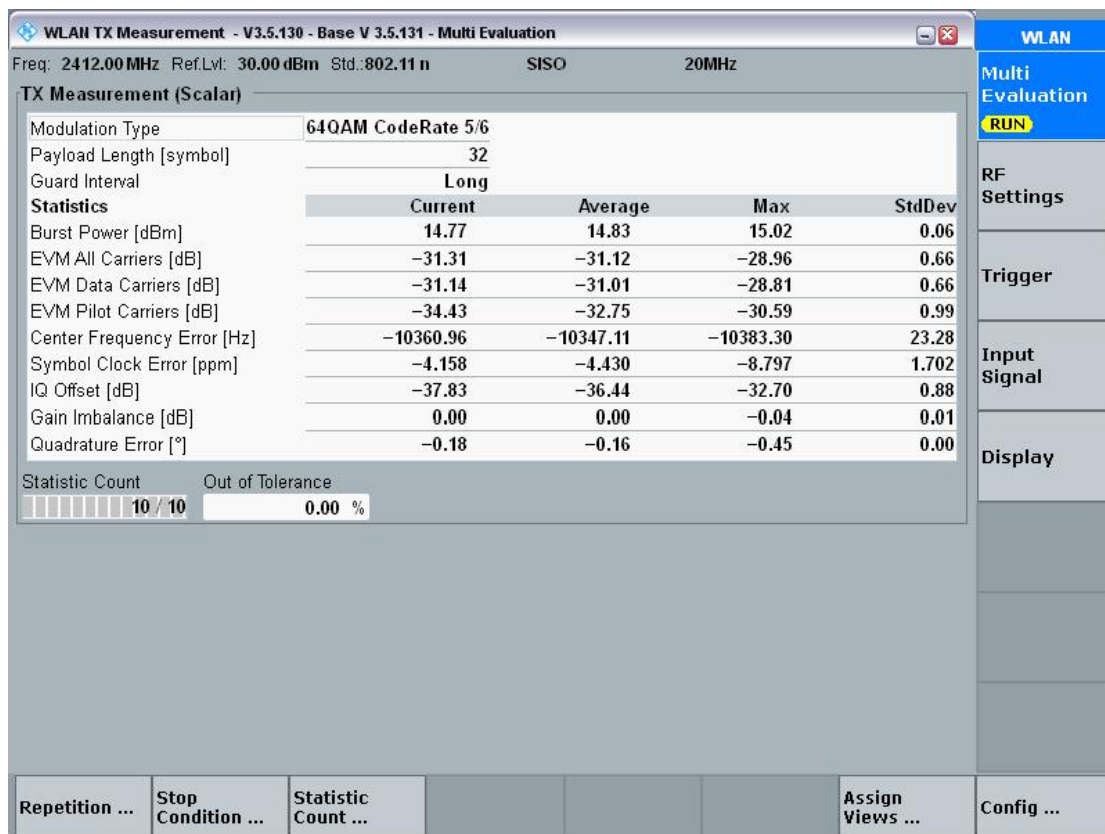 WLAN TX Measurement - V3.5.130 - Base V 3.5.131 - Multi Evaluation
Freq: 2412.00 MHz Ref.Lvl: 30.00 dBm Std.: 802.11 n SISO 20MHz
TX Measurement (Scalar)
Modulation Type 64QAM CodeRate 5/6
Payload Length [symbol] 32
Guard Interval Long
Statistics Current Average Max StdDev
Burst Power [dBm] 14.77 14.83 15.02 0.06
EVM All Carriers [dB] −31.31 −31.12 −28.96 0.66
EVM Data Carriers [dB] −31.14 −31.01 −28.81 0.66
EVM Pilot Carriers [dB] −34.43 −32.75 −30.59 0.99
Center Frequency Error [Hz] −10360.96 −10347.11 −10383.30 23.28
Symbol Clock Error [ppm] −4.158 −4.430 −8.797 1.702
IQ Offset [dB] −37.83 −36.44 −32.70 0.88
Gain Imbalance [dB] 0.00 0.00 −0.04 0.01
Quadrature Error [°] −0.18 −0.16 −0.45 0.00
Statistic Count Out of Tolerance
10 / 10 0.00 %
WLAN
Multi
Evaluation
RUN
RF
Settings
Trigger
Input
Signal
Display
Repetition ...
Stop
Condition ...
Statistic
Count ...
Assign
Views ...
Config ...